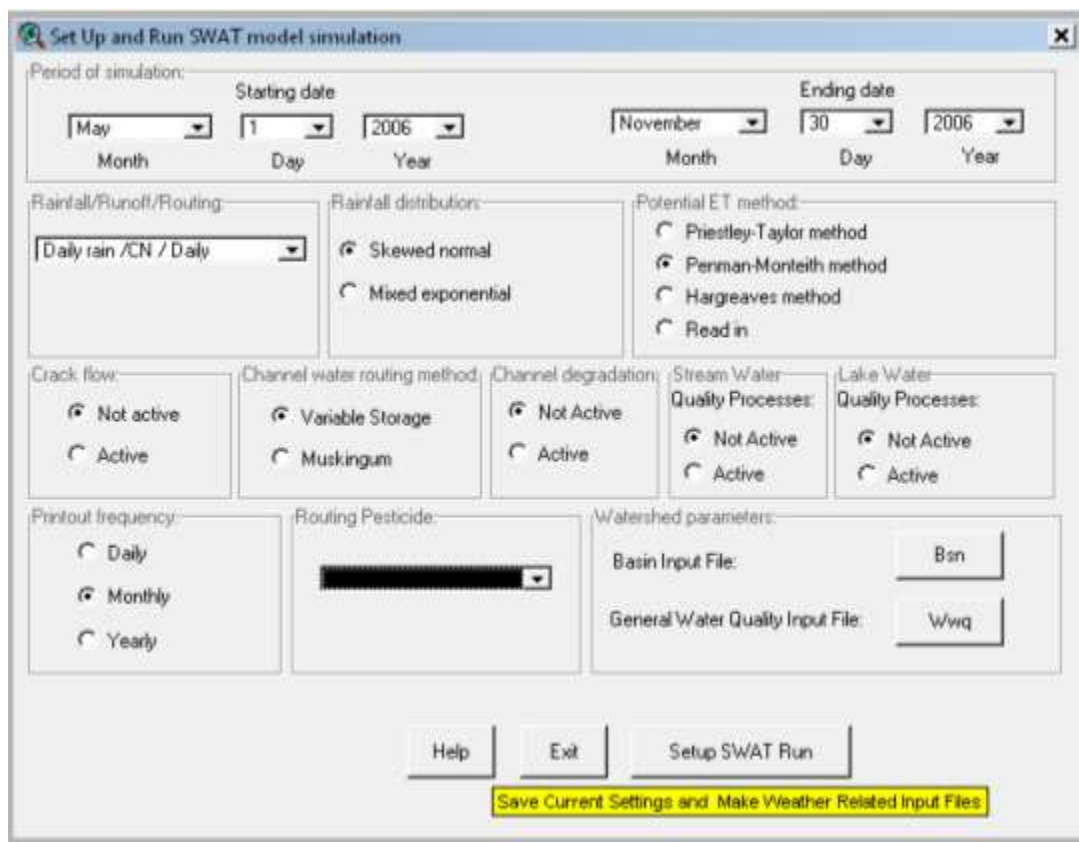 Set Up and Run SWAT model simulation
Period of simulation:
Starting date
Ending date
May 1 2006 November 30 2006
Month Day Year Month Day Year
Rainfall/Runoff/Routing
Daily rain /CN / Daily
Rainfall distribution:
Skewed normal
Mixed exponential
Potential ET method:
Priestley-Taylor method
Penman-Monteith method
Hargreaves method
Read in
Crack flow:
Not active
Active
Channel water routing method:
Variable Storage
Muskingum
Channel degradation:
Not Active
Active
Stream Water
Quality Processes:
Not Active
Active
Lake Water
Quality Processes:
Not Active
Active
Printout frequency:
Daily
Monthly
Yearly
Routing Pesticide:
Watershed parameters:
Basin Input File:
Bsn
General Water Quality Input File:
Wwq
Help
Exit
Setup SWAT Run
Save Current Settings and Make Weather Related Input Files